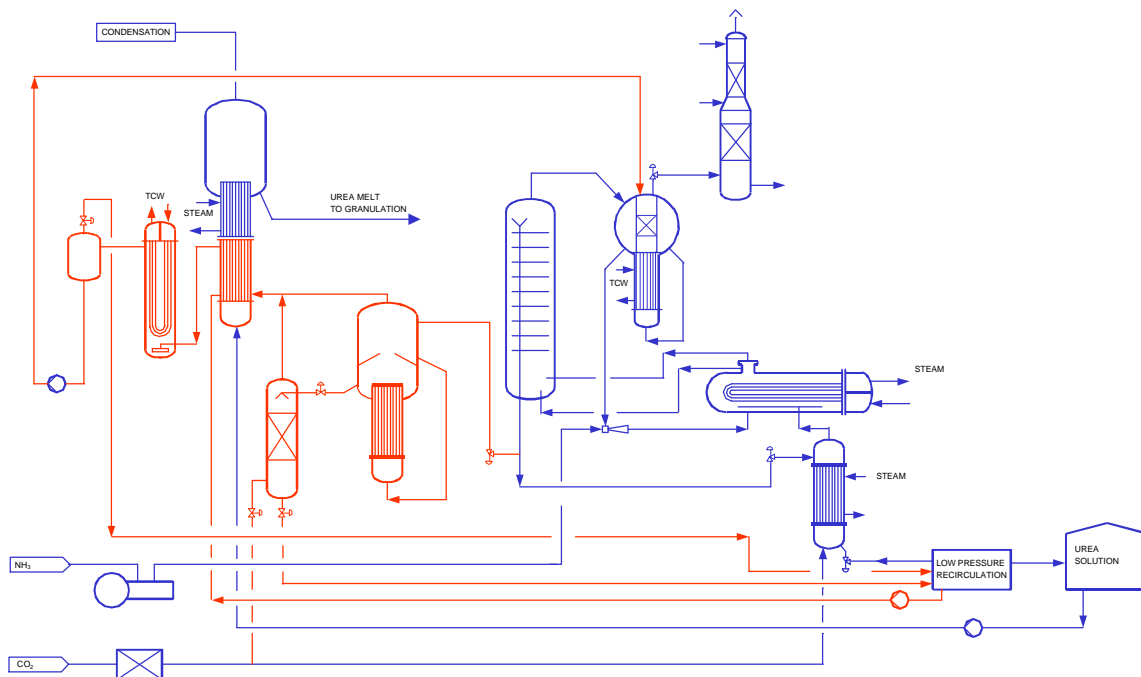 CONDENSATION
TCW
STEAM
UREA MELT
TO GRANULATION
TCW
STEAM
STEAM
NH₃
LOW PRESSURE
RECIRCULATION
UREA
SOLUTION
CO₂